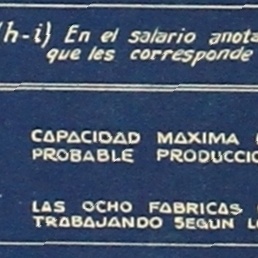 (h-i) En el salario anota
que les corresponde
CAPACIDAD MAXIMA
PROBABLE PRODUCCIO
LAS OCHO FABRICAS
TRABAJANDO SEGUN L